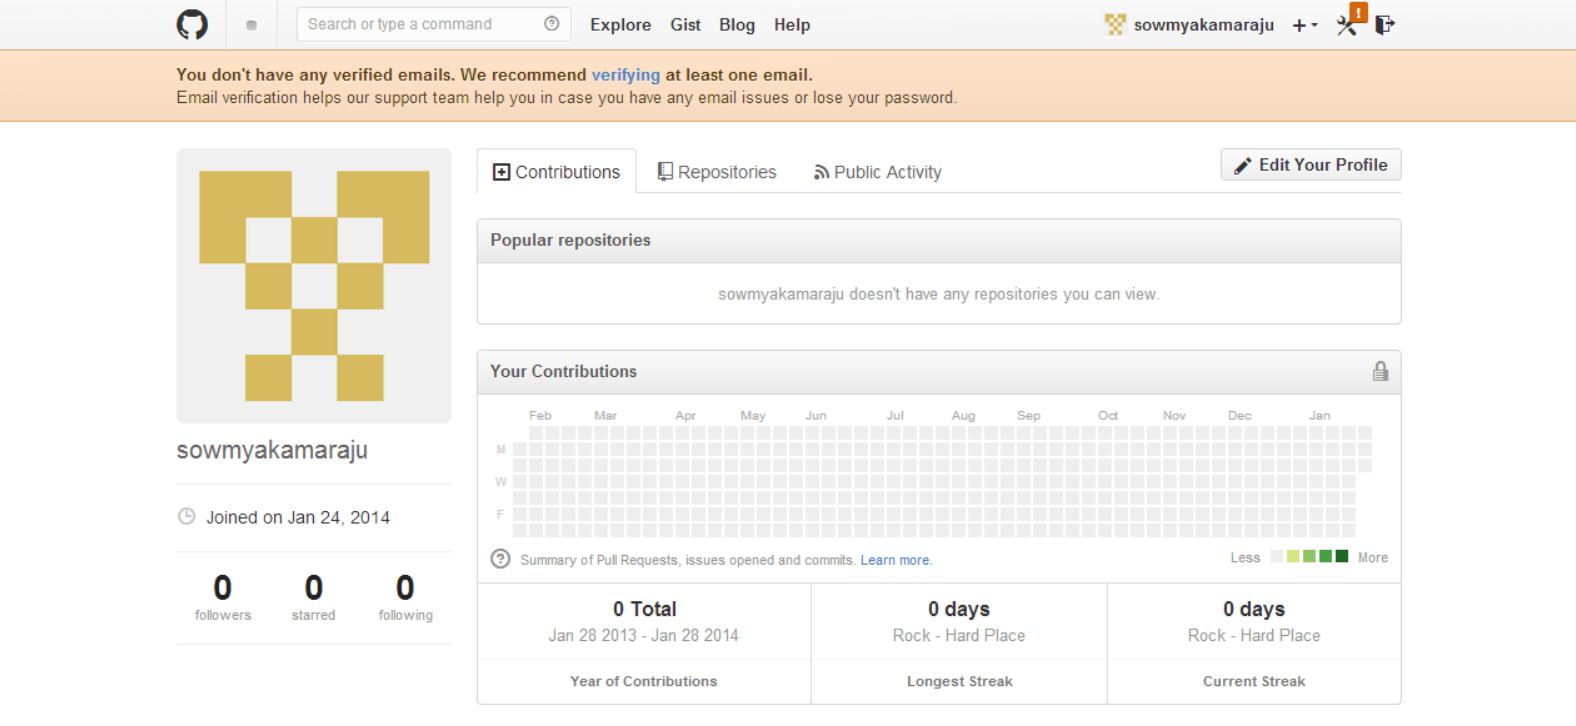 Search or type a command
Explore Gist Blog Help
sowmyakamaraju
You don't have any verified emails. We recommend verifying at least one email.
Email verification helps our support team help you in case you have any email issues or lose your password.
Contributions Repositories Public Activity
Edit Your Profile
Popular repositories
sowmyakamaraju doesn't have any repositories you can view.
Your Contributions
Feb Mar Apr May Jun Jul Aug Sep Oct Nov Dec Jan
M
W
F
Summary of Pull Requests, issues opened and commits. Learn more.
Less More
0 Total
Jan 28 2013 - Jan 28 2014
Year of Contributions
0 days
Rock - Hard Place
Longest Streak
0 days
Rock - Hard Place
Current Streak
sowmyakamaraju
Joined on Jan 24, 2014
0 0 0
followers starred following